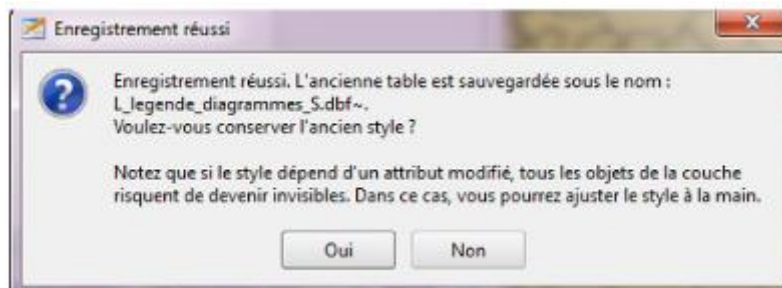 Enregistrement réussi
Enregistrement réussi. L'ancienne table est sauvegardée sous le nom :
L_legende_diagrammes_S.dbf~.
Voulez-vous conserver l'ancien style ?
Notez que si le style dépend d'un attribut modifié, tous les objets de la couche
risquent de devenir invisibles. Dans ce cas, vous pourrez ajuster le style à la main.
Oui
Non